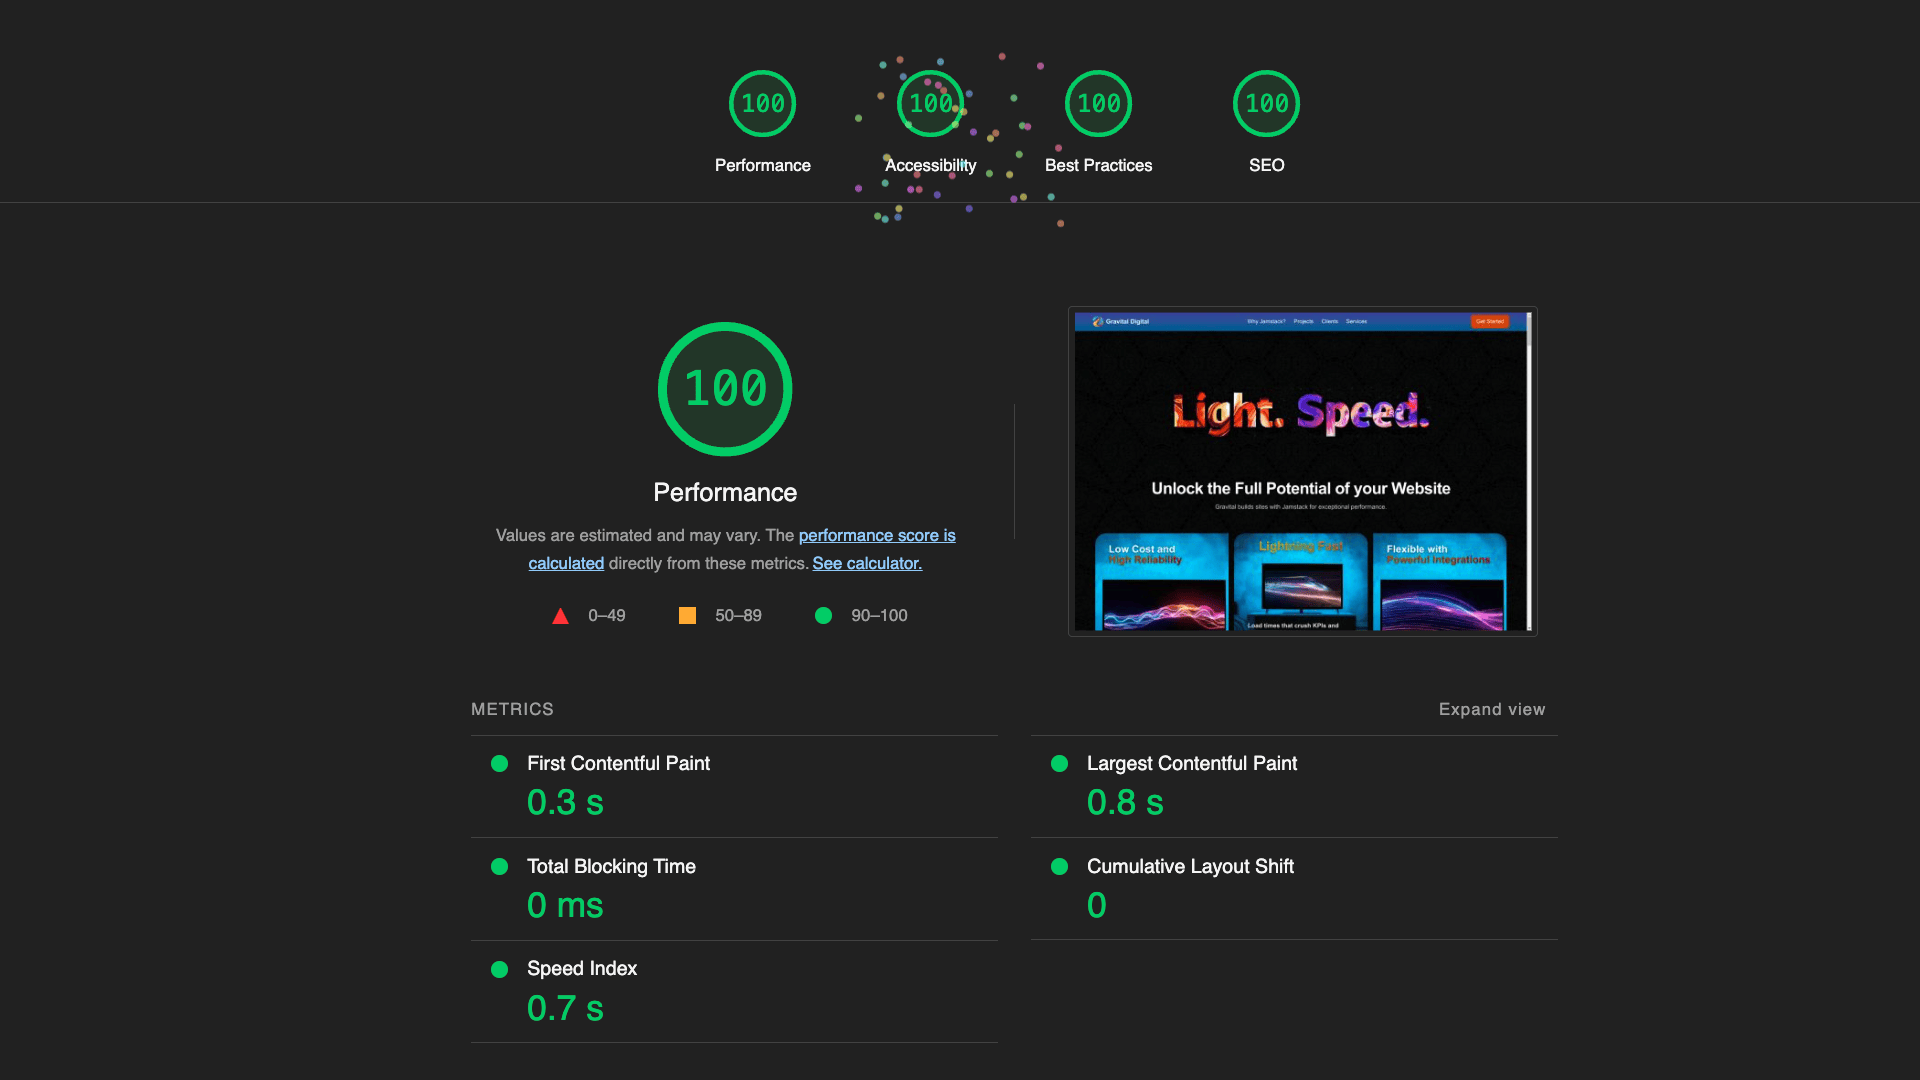 100
100
100
100
Performance
Accessibility
Best Practices
SEO
100
Performance
Values are estimated and may vary. The performance score is
calculated directly from these metrics. See calculator.
0–49
50–89
90–100
Gravital Digital
Why Jamstack?
Projects
Clients
Services
Get Started
Light. Speed.
Unlock the Full Potential of your Website
Gravital builds sites with Jamstack for exceptional performance.
Low Cost and
High Reliability
Lightning Fast
Load times that crush KPIs and
Flexible with
Powerful Integrations
METRICS
Expand view
First Contentful Paint
0.3 s
Largest Contentful Paint
0.8 s
Total Blocking Time
0 ms
Cumulative Layout Shift
0
Speed Index
0.7 s